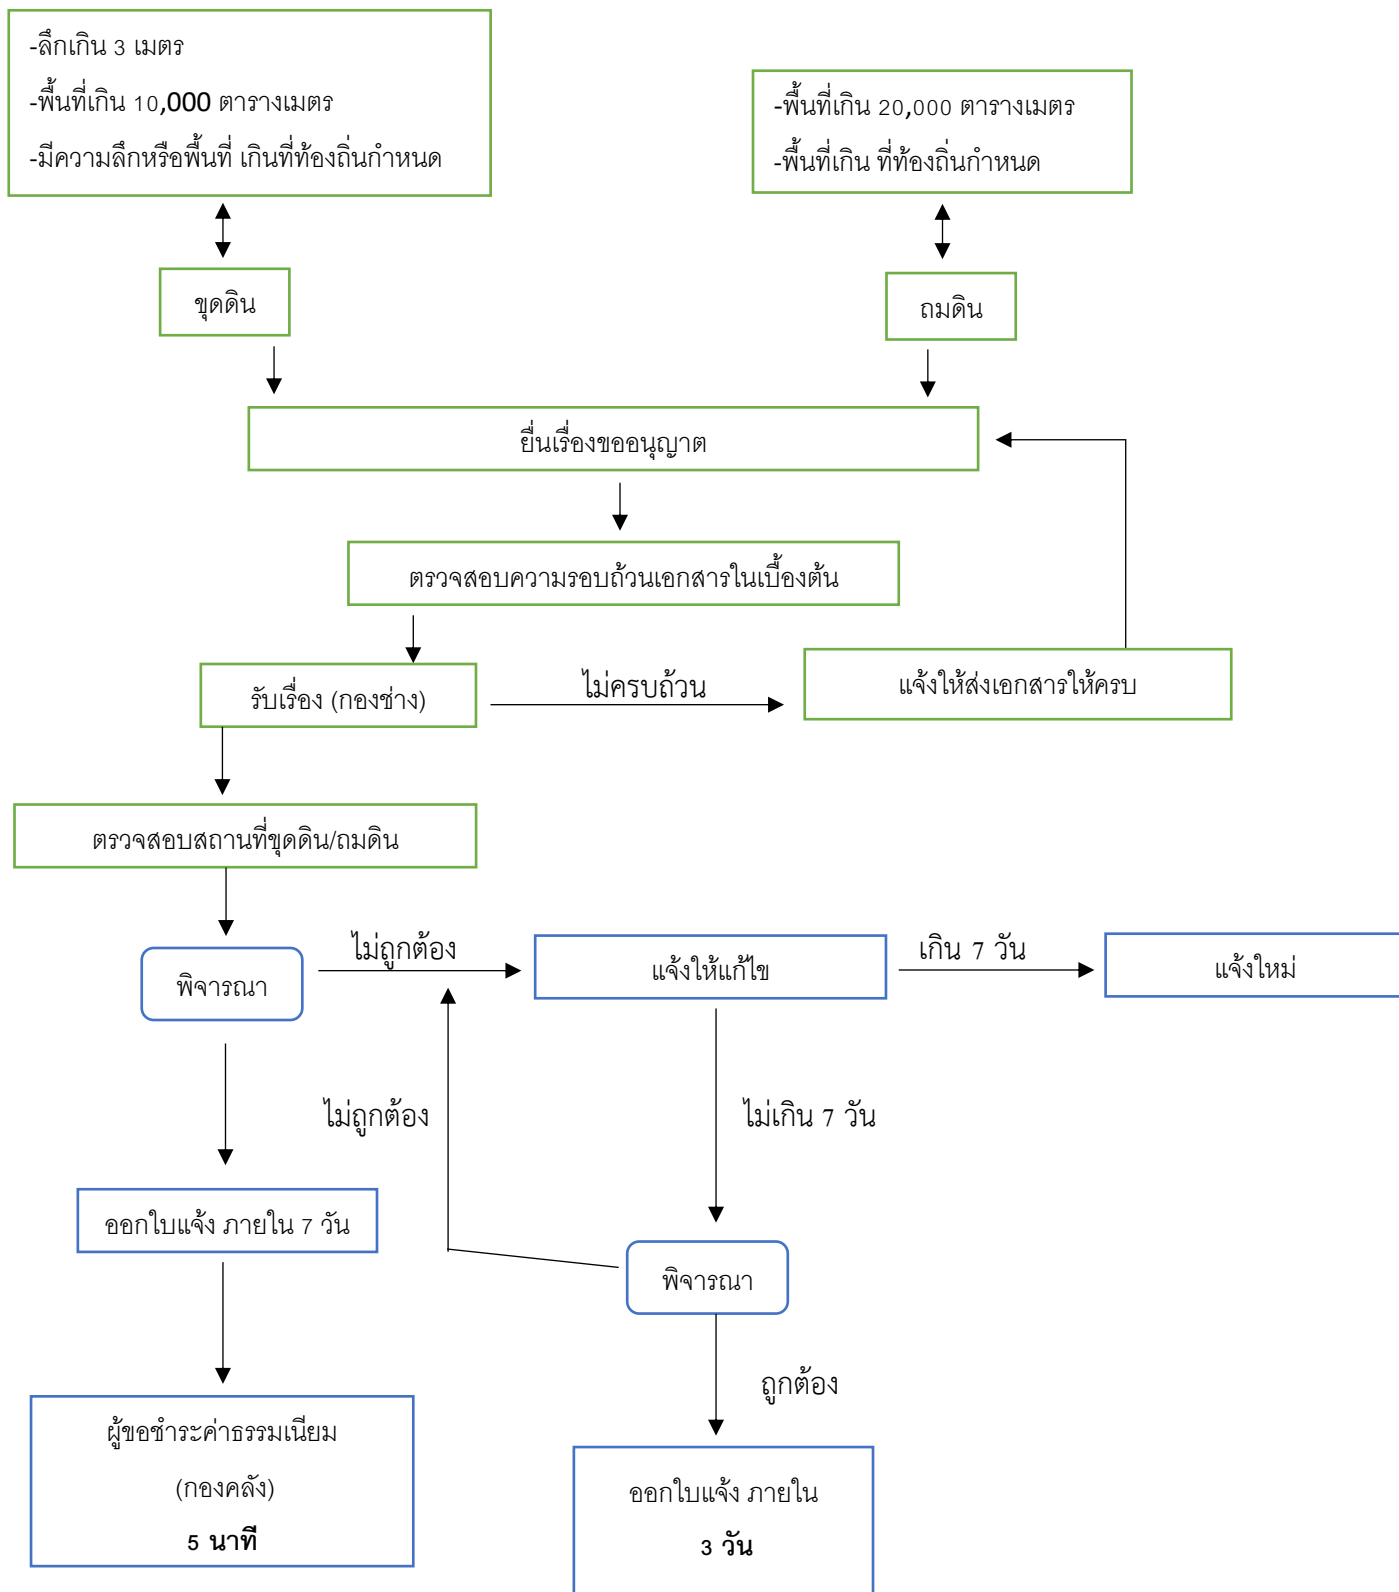 -ลึกเกิน 3 เมตร
-พื้นที่เกิน 10,000 ตารางเมตร
-มีความลึกหรือพื้นที่ เกินที่ท้องถิ่นกำหนด
-พื้นที่เกิน 20,000 ตารางเมตร
-พื้นที่เกิน ที่ท้องถิ่นกำหนด
ขุดดิน
ถมดิน
ยื่นเรื่องขออนุญาต
ตรวจสอบความรอบถ้วนเอกสารในเบื้องต้น
รับเรื่อง (กองช่าง)
ไม่ครบถ้วน
แจ้งให้ส่งเอกสารให้ครบ
ตรวจสอบสถานที่ขุดดิน/ถมดิน
พิจารณา
ไม่ถูกต้อง
แจ้งให้แก้ไข
เกิน 7 วัน
แจ้งใหม่
ไม่ถูกต้อง
ไม่เกิน 7 วัน
ออกใบแจ้ง ภายใน 7 วัน
พิจารณา
ถูกต้อง
ผู้ขอชำระค่าธรรมเนียม
(กองคลัง)
5 นาที
ออกใบแจ้ง ภายใน
3 วัน